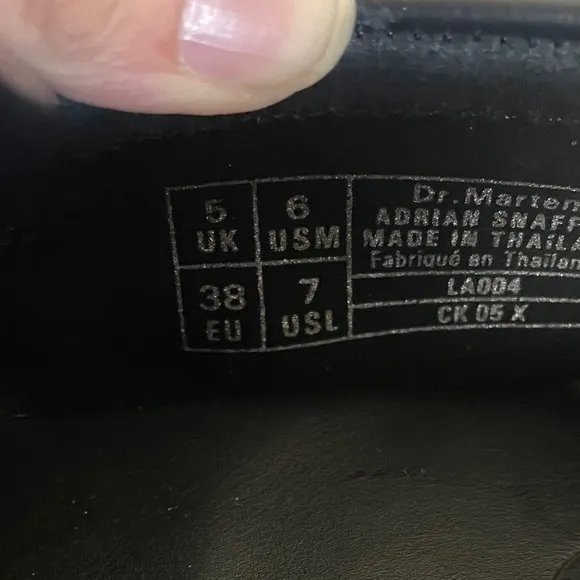 5 UK
6 USM
38 EU
7 USL
Dr. Marten
ADRIAN SNAFF
MADE IN THAILA
Fabriqué en Thaïlan
LA004
CK 05 X